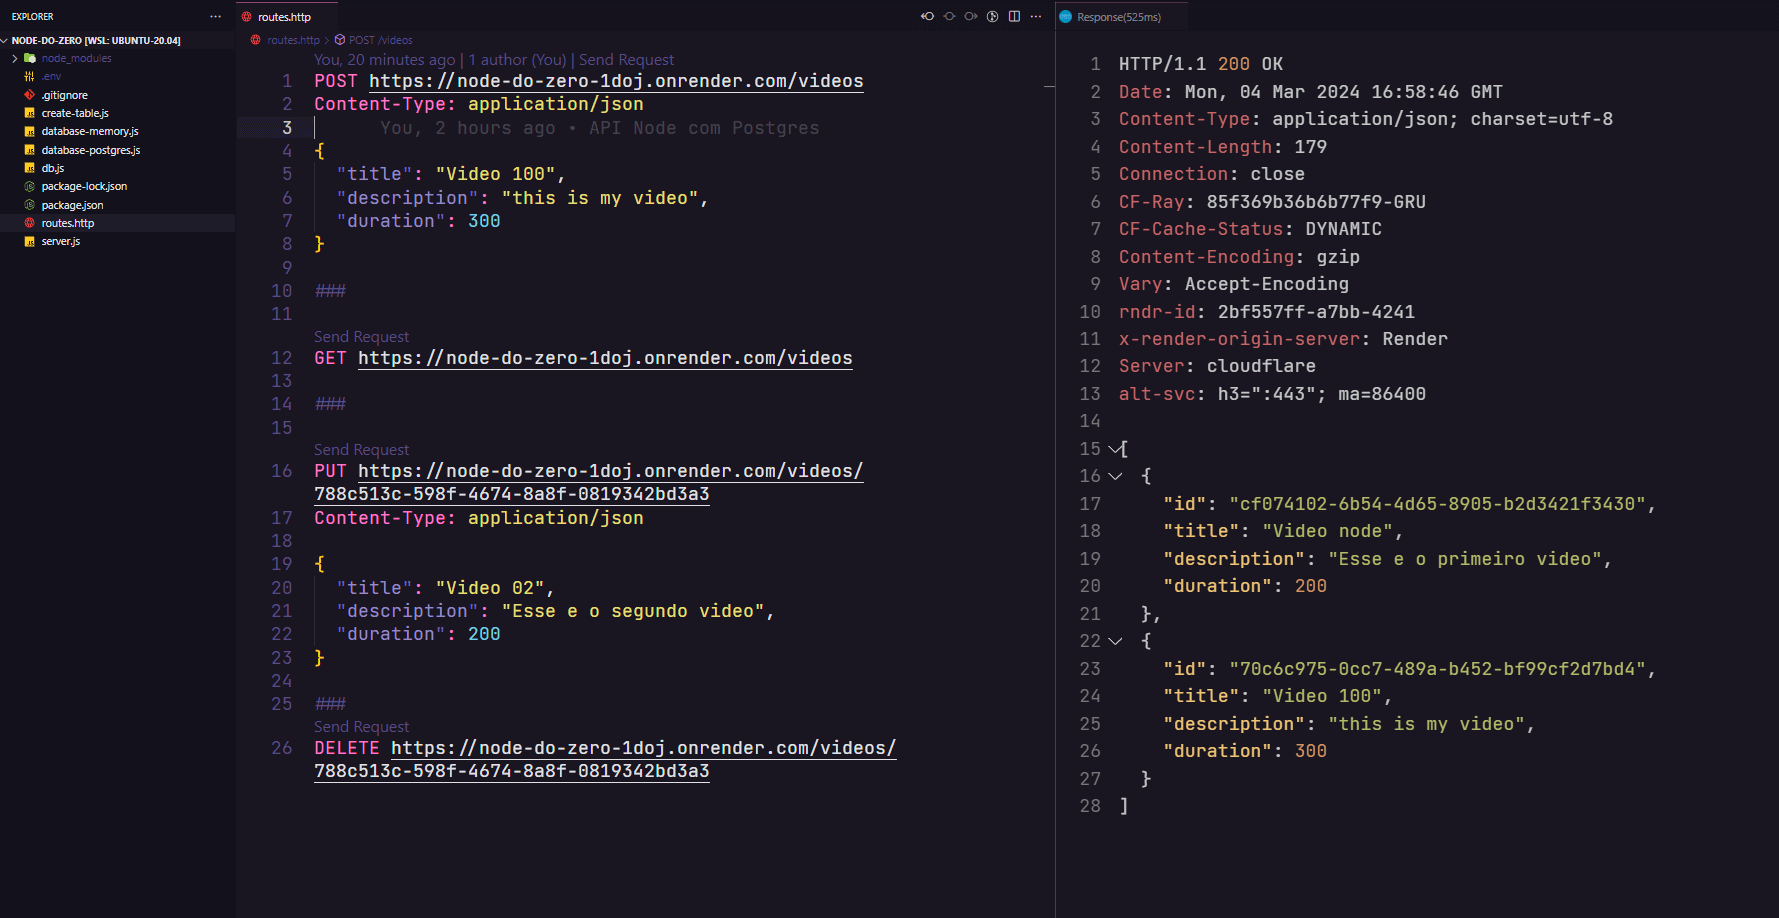 EXPLORER
NODE-DO-ZERO [WSL: UBUNTU-20.04]
node_modules
.env
.gitignore
create-table.js
database-memory.js
database-postgres.js
db.js
package-lock.json
package.json
routes.http
server.js
routes.http
routes.http > POST /videos
You, 20 minutes ago | 1 author (You) | Send Request
1 POST https://node-do-zero-1doj.onrender.com/videos
2 Content-Type: application/json
3 You, 2 hours ago • API Node com Postgres
4 {
5 "title": "Video 100",
6 "description": "this is my video",
7 "duration": 300
8 }
9
10 ###
11
Send Request
12 GET https://node-do-zero-1doj.onrender.com/videos
13
14 ###
15
Send Request
16 PUT https://node-do-zero-1doj.onrender.com/videos/
788c513c-598f-4674-8a8f-0819342bd3a3
17 Content-Type: application/json
18
19 {
20 "title": "Video 02",
21 "description": "Esse e o segundo video",
22 "duration": 200
23 }
24
25 ###
Send Request
26 DELETE https://node-do-zero-1doj.onrender.com/videos/
788c513c-598f-4674-8a8f-0819342bd3a3
Response(525ms)
1 HTTP/1.1 200 OK
2 Date: Mon, 04 Mar 2024 16:58:46 GMT
3 Content-Type: application/json; charset=utf-8
4 Content-Length: 179
5 Connection: close
6 CF-Ray: 85f369b36b6b77f9-GRU
7 CF-Cache-Status: DYNAMIC
8 Content-Encoding: gzip
9 Vary: Accept-Encoding
10 rndr-id: 2bf557ff-a7bb-4241
11 x-render-origin-server: Render
12 Server: cloudflare
13 alt-svc: h3=":443"; ma=86400
14
15 [
16 {
17 "id": "cf074102-6b54-4d65-8905-b2d3421f3430",
18 "title": "Video node",
19 "description": "Esse e o primeiro video",
20 "duration": 200
21 },
22 {
23 "id": "70c6c975-0cc7-489a-b452-bf99cf2d7bd4",
24 "title": "Video 100",
25 "description": "this is my video",
26 "duration": 300
27 }
28 ]